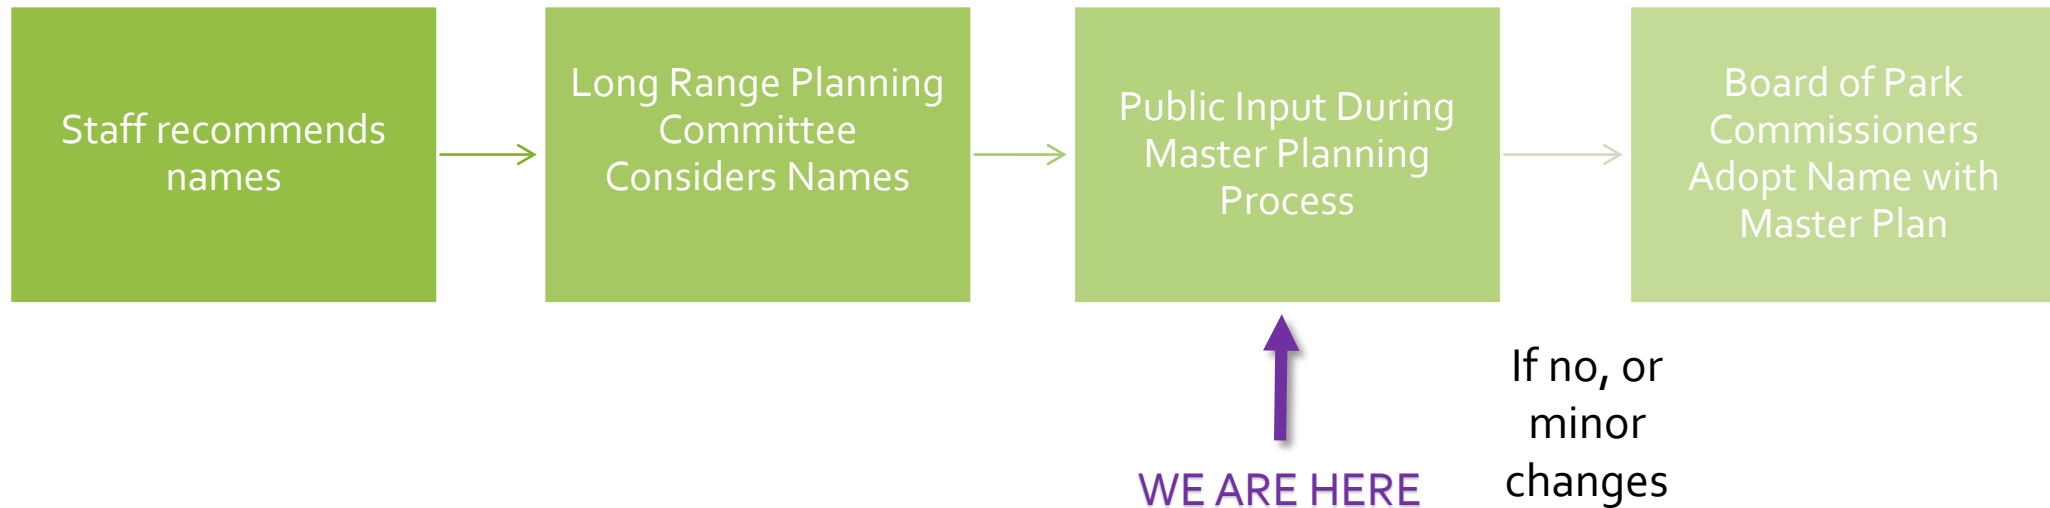 Staff recommends
names
Long Range Planning
Committee
Considers Names
Public Input During
Master Planning
Process
Board of Park
Commissioners
Adopt Name with
Master Plan
WE ARE HERE
If no, or
minor
changes